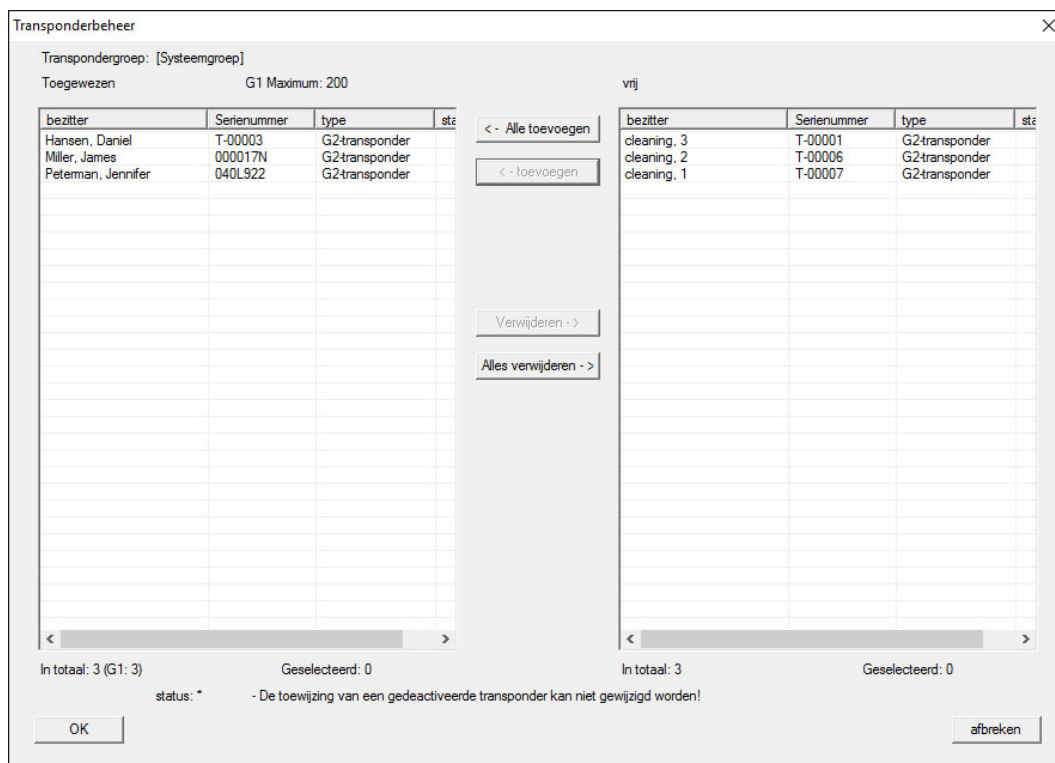 Transponderbeheer
Transpondergroep: [Systeemgroep]
Toegewezen G1 Maximum: 200 vrij
bezitter Serienummer type sta
Hansen, Daniel T-00003 G2-transponder
Miller, James 000017N G2-transponder
Peterman, Jennifer 040L922 G2-transponder
<- Alle toevoegen
<- toevoegen
Verwijderen ->
Alles verwijderen ->
bezitter Serienummer type sta
cleaning, 3 T-00001 G2-transponder
cleaning, 2 T-00006 G2-transponder
cleaning, 1 T-00007 G2-transponder
In totaal: 3 (G1: 3) Geselecteerd: 0 In totaal: 3 Geselecteerd: 0
status: * - De toewijzing van een gedeactiveerde transponder kan niet gewijzigd worden!
OK afbreken